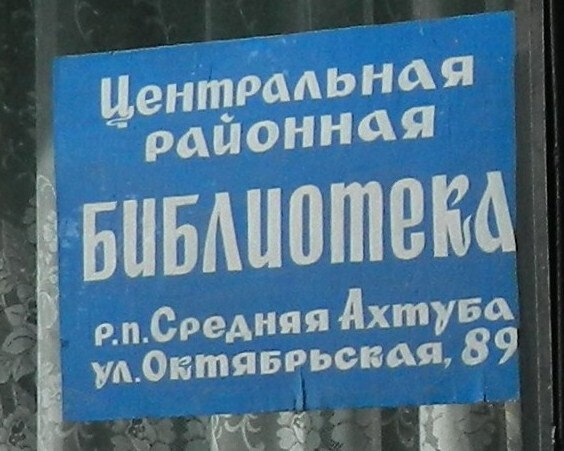 Центральная
районная
БИБЛИОТЕКА
р.п.Средняя Ахтуба
ул.Октябрьская, 89